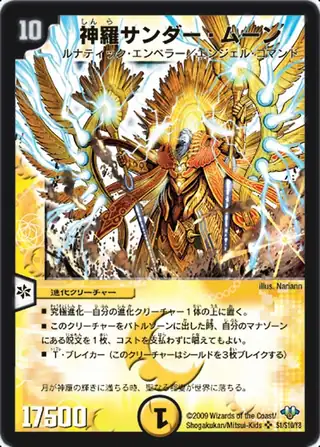 10
しん ら
神羅サンダー・ムーン
ルナティック・エンペラー/エンジェル・コマンド
illus. Nariann
進化クリーチャー
■ 究極進化—自分の進化クリーチャー1体の上に置く。
■ このクリーチャーをバトルゾーンに出した時、自分のマナゾーン
にある呪文を1枚、コストを支払わずに唱えてもよい。
■ T・ブレイカー(このクリーチャーはシールドを3枚ブレイクする)
月が神羅の輝きに満ちる時、聖なる
が世界に落ちる。
17500
1
©2009 Wizards of the Coast/
Shogakukan/Mitsui-Kids
S1/S10/Y8